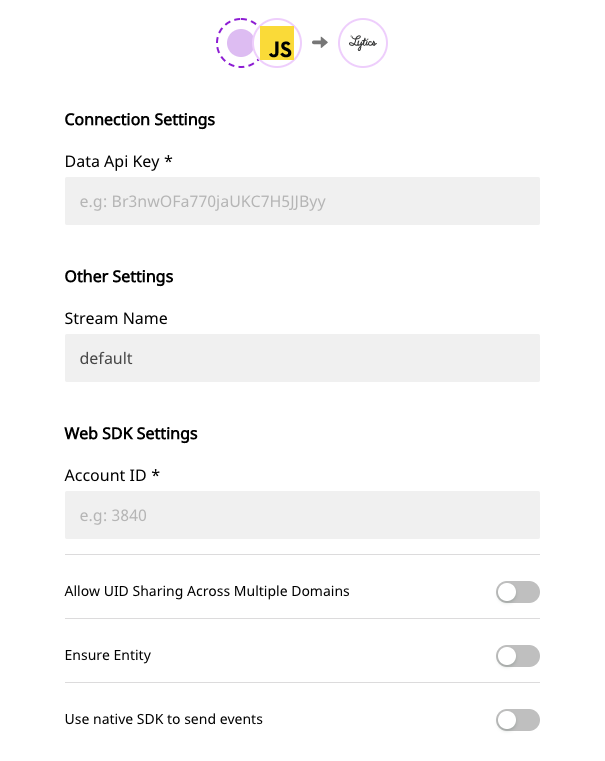 JS
Lytics
Connection Settings
Data Api Key *
e.g: Br3nwOFa770jaUKC7H5JJByy
Other Settings
Stream Name
default
Web SDK Settings
Account ID *
e.g: 3840
Allow UID Sharing Across Multiple Domains
Ensure Entity
Use native SDK to send events